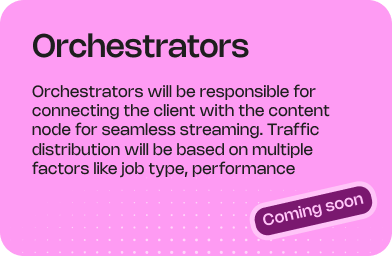 Orchestrators
Orchestrators will be responsible for
connecting the client with the content
node for seamless streaming. Traffic
distribution will be based on multiple
factors like job type, performance
Coming soon